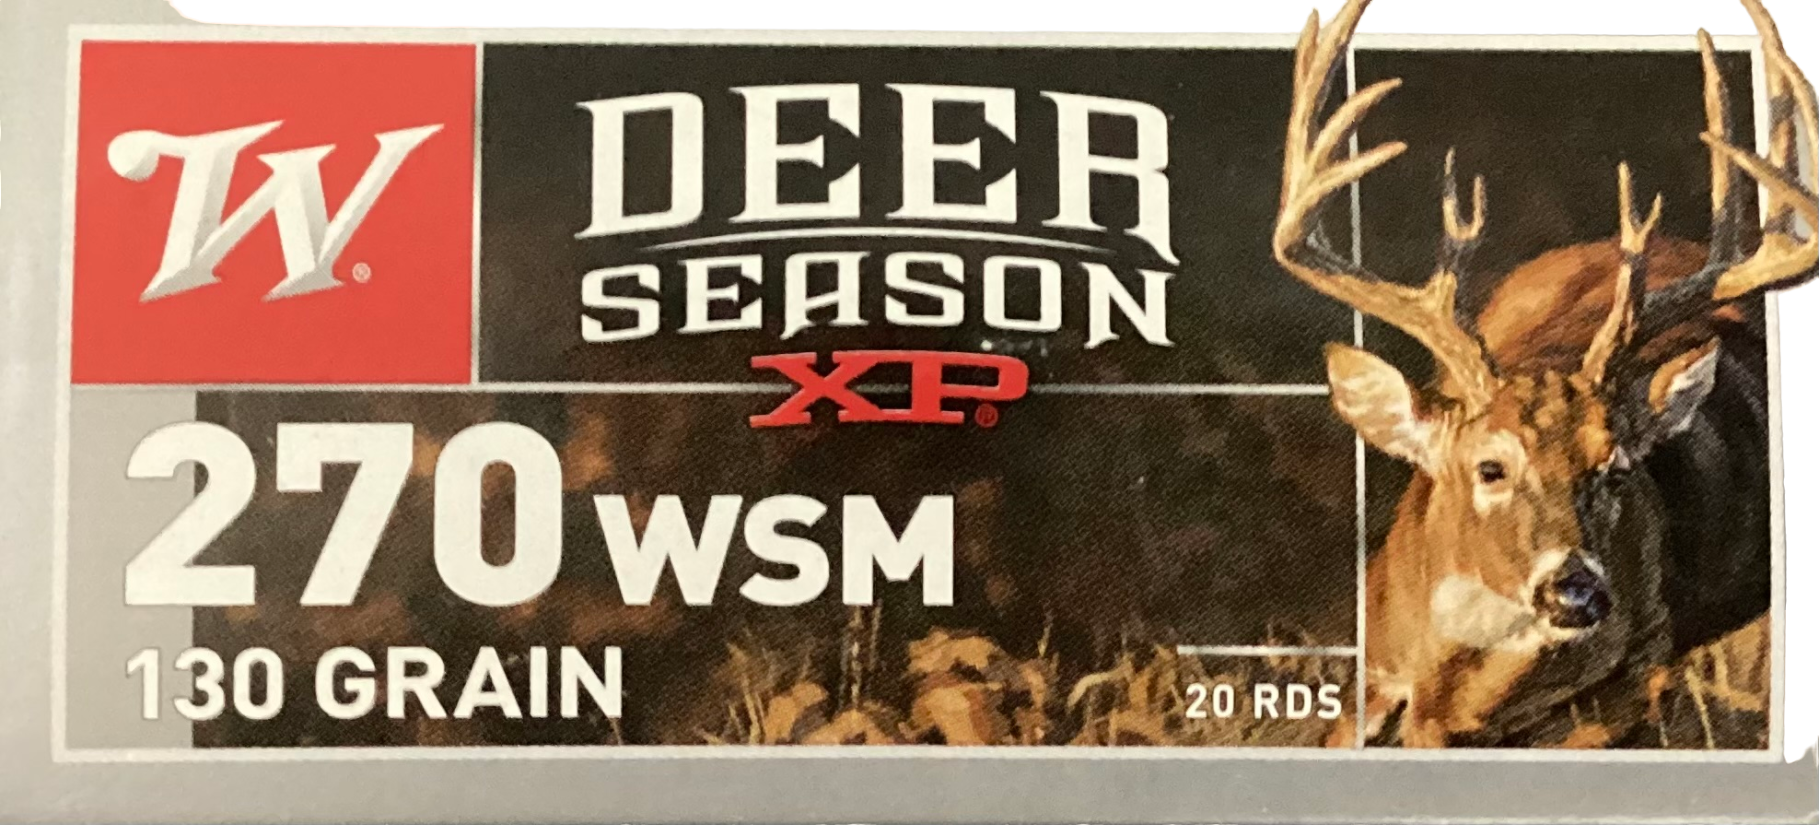 W®
DEER
SEASON
XP®
270 WSM
130 GRAIN
20 RDS